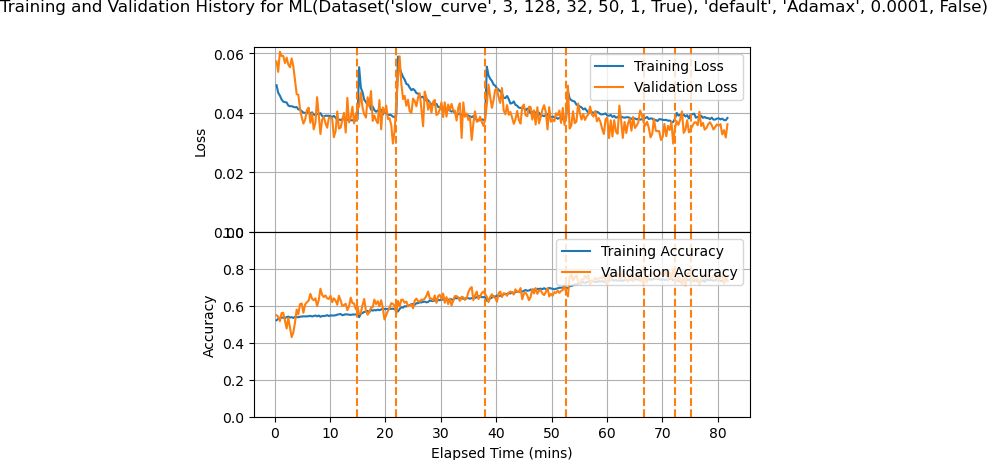 Training and Validation History for ML(Dataset('slow_curve', 3, 128, 32, 50, 1, True), 'default', 'Adamax', 0.0001, False)
0.06
0.04
0.02
0.00
Loss
Training Loss
Validation Loss
1.0
0.8
0.6
0.4
0.2
0.0
Accuracy
Training Accuracy
Validation Accuracy
0 10 20 30 40 50 60 70 80
Elapsed Time (mins)